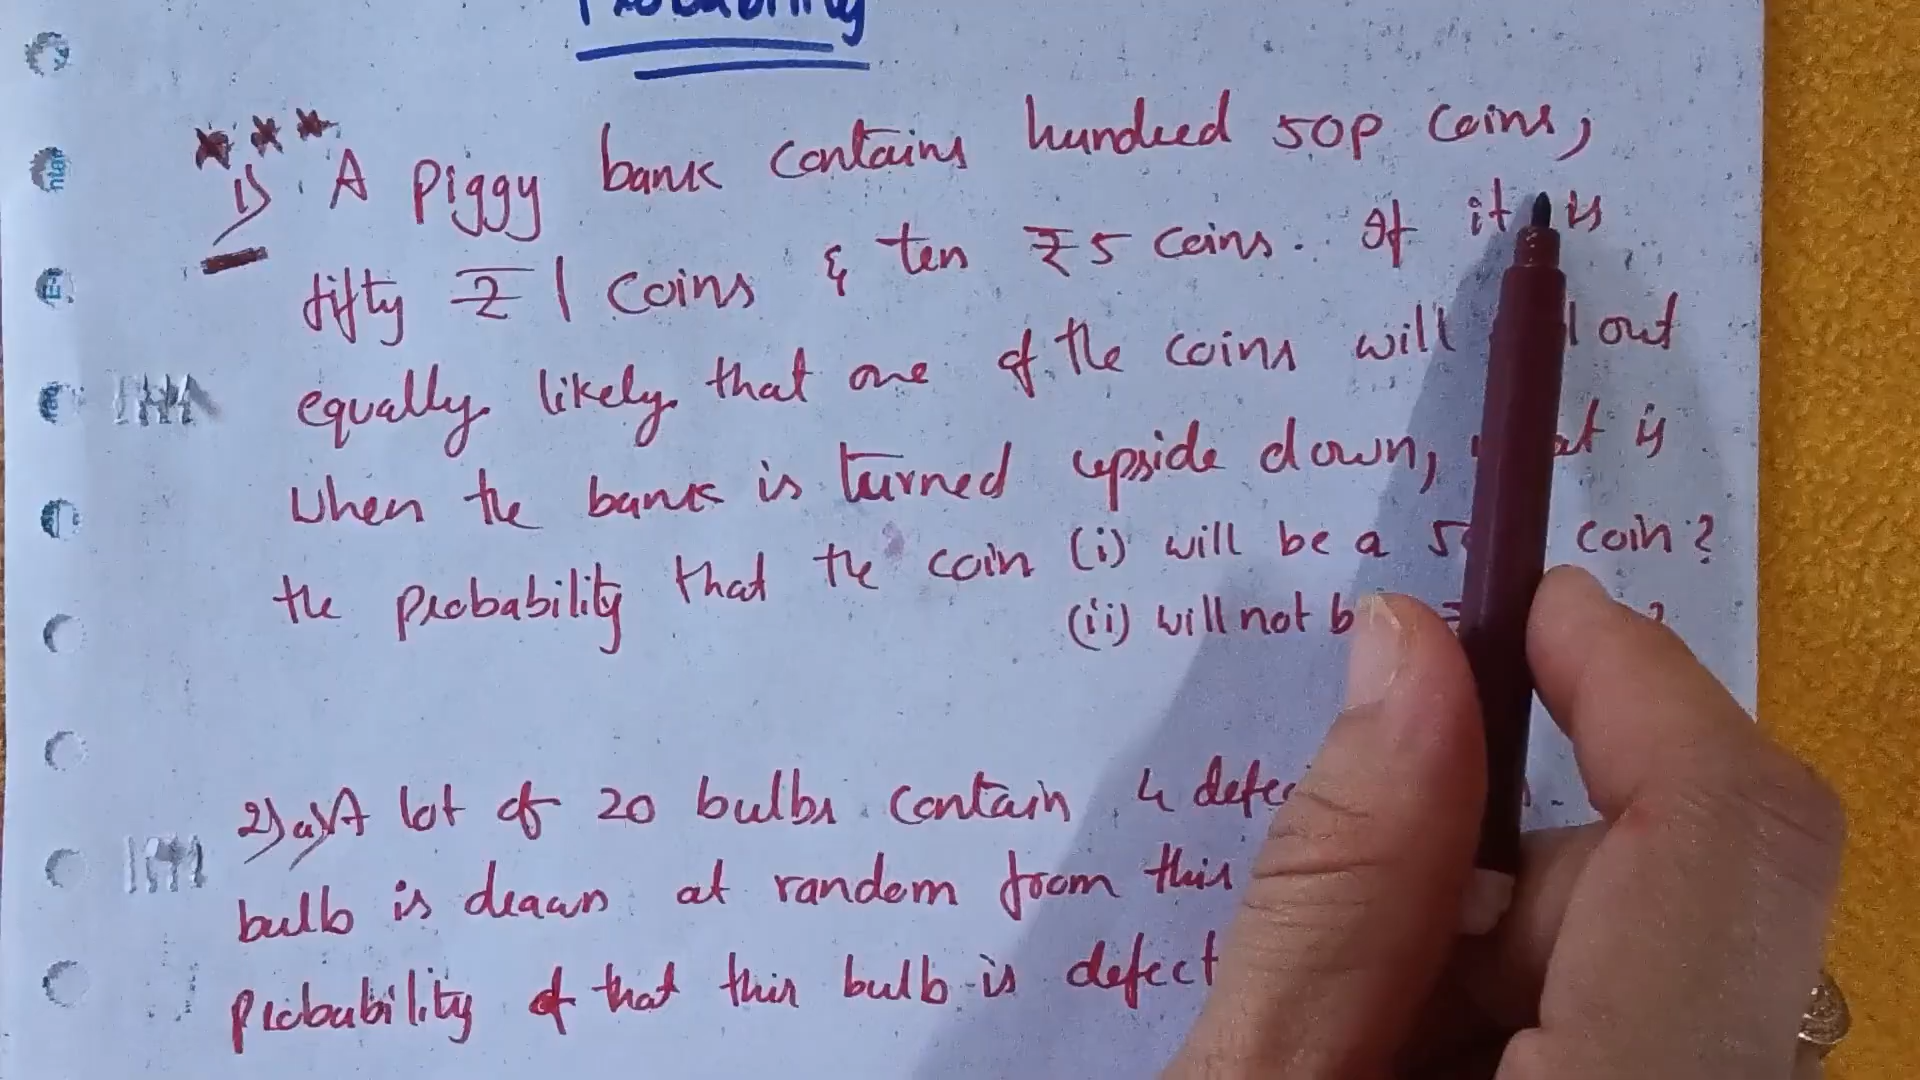 Probability
1) A Piggy bank contains hundred 50p coins,
fifty ₹1 coins & ten ₹5 coins. If it is
equally likely that one of the coins will out
when the bank is turned upside down, is
the probability that the coin (i) will be a coin?
(ii) will not
2) a) A lot of 20 bulbs contain 4
bulb is drawn at random from this
probability of that this bulb is